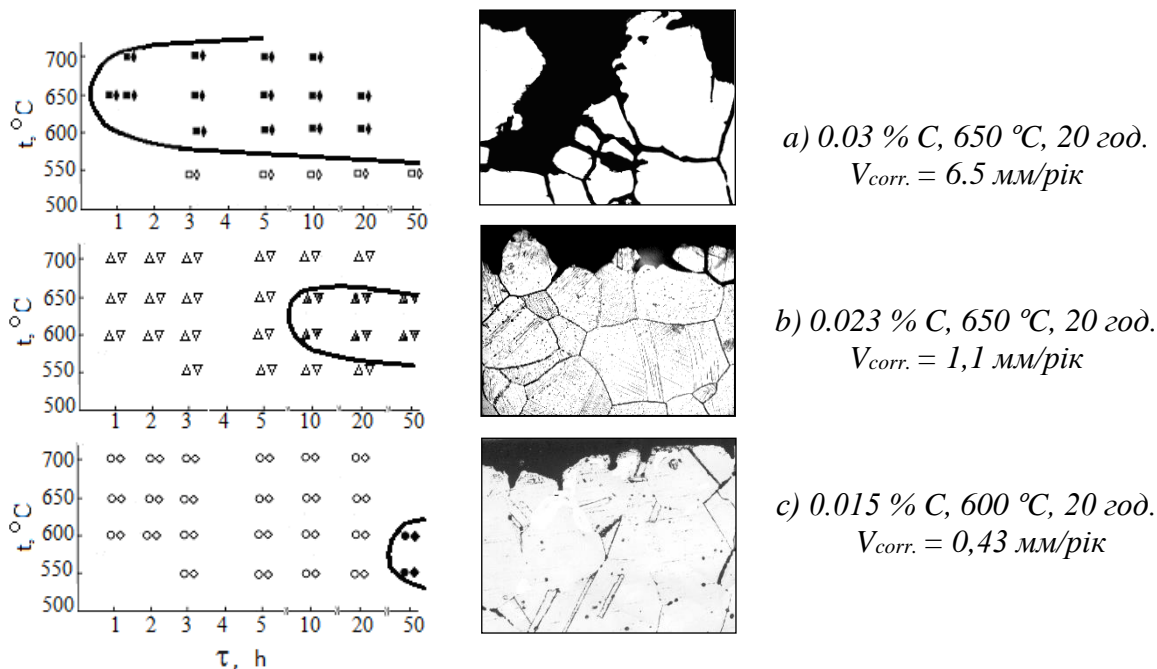 700
650
600
550
500
t, °C
1 2 3 4 5 10 20 50
700
650
600
550
500
t, °C
1 2 3 4 5 10 20 50
700
650
600
550
500
t, °C
1 2 3 4 5 10 20 50
τ, h
a) 0.03 % C, 650 ºC, 20 год.
Vcorr. = 6.5 мм/рік
b) 0.023 % C, 650 ºC, 20 год.
Vcorr. = 1,1 мм/рік
c) 0.015 % C, 600 ºC, 20 год.
Vcorr. = 0,43 мм/рік